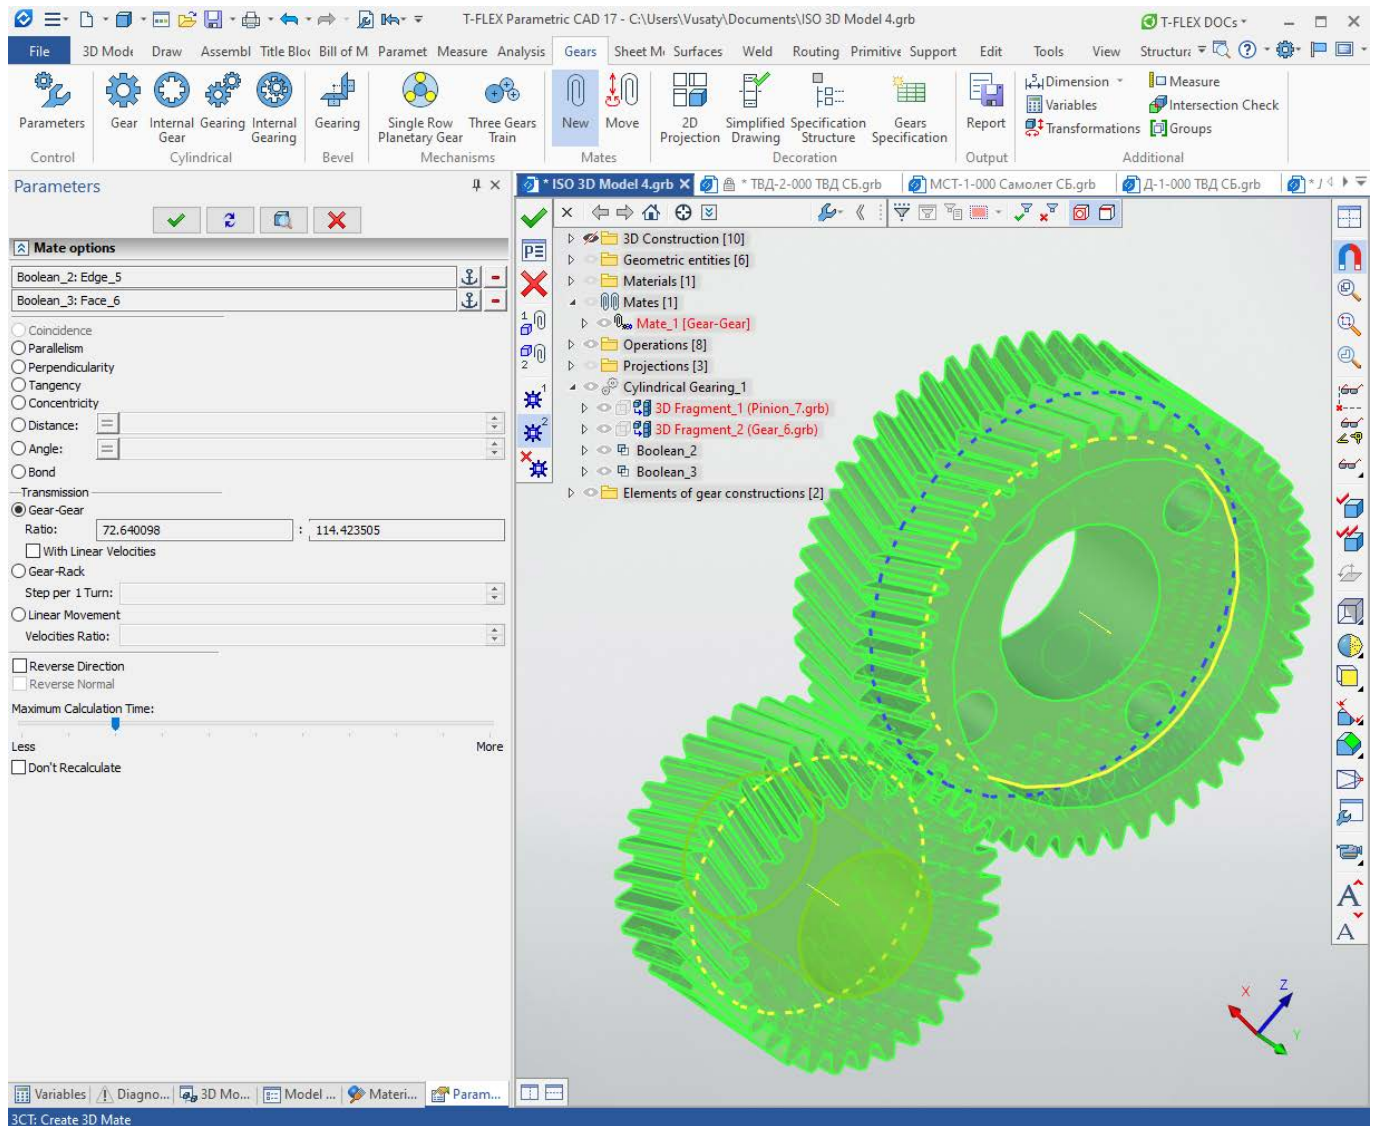 T-FLEX Parametric CAD 17 - C:\Users\Vusaty\Documents\ISO 3D Model 4.grb
T-FLEX DOCs
File 3D Mode Draw Assembl Title Bloc Bill of M Paramet Measure Analysis Gears Sheet M Surfaces Weld Routing Primitive Support Edit Tools View Structura
Parameters
Gear
Internal Gear
Gearing
Internal Gearing
Gearing
Single Row Planetary Gear
Three Gears Train
New
Move
2D Projection
Simplified Drawing
Specification Structure
Gears Specification
Report
Dimension
Variables
Transformations
Measure
Intersection Check
Groups
Control Cylindrical Bevel Mechanisms Mates Decoration Output Additional
Parameters
* ISO 3D Model 4.grb
* ТВД-2-000 ТВД СБ.grb
МСТ-1-000 Самолет СБ.grb
Д-1-000 ТВД СБ.grb
Mate options
Boolean_2: Edge_5
Boolean_3: Face_6
Coincidence
Parallelism
Perpendicularity
Tangency
Concentricity
Distance:
Angle:
Bond
Transmission
Gear-Gear
Ratio: 72.640098 : 114.423505
With Linear Velocities
Gear-Rack
Step per 1 Turn:
Linear Movement
Velocities Ratio:
Reverse Direction
Reverse Normal
Maximum Calculation Time:
Less More
Don't Recalculate
3D Construction [10]
Geometric entities [6]
Materials [1]
Mates [1]
Mate_1 [Gear-Gear]
Operations [8]
Projections [3]
Cylindrical Gearing_1
3D Fragment_1 (Pinion_7.grb)
3D Fragment_2 (Gear_6.grb)
Boolean_2
Boolean_3
Elements of gear constructions [2]
1
2
1
2
A
A
X
Z
Y
Variables Diagno... 3D Mo... Model ... Materi... Param...
3CT: Create 3D Mate